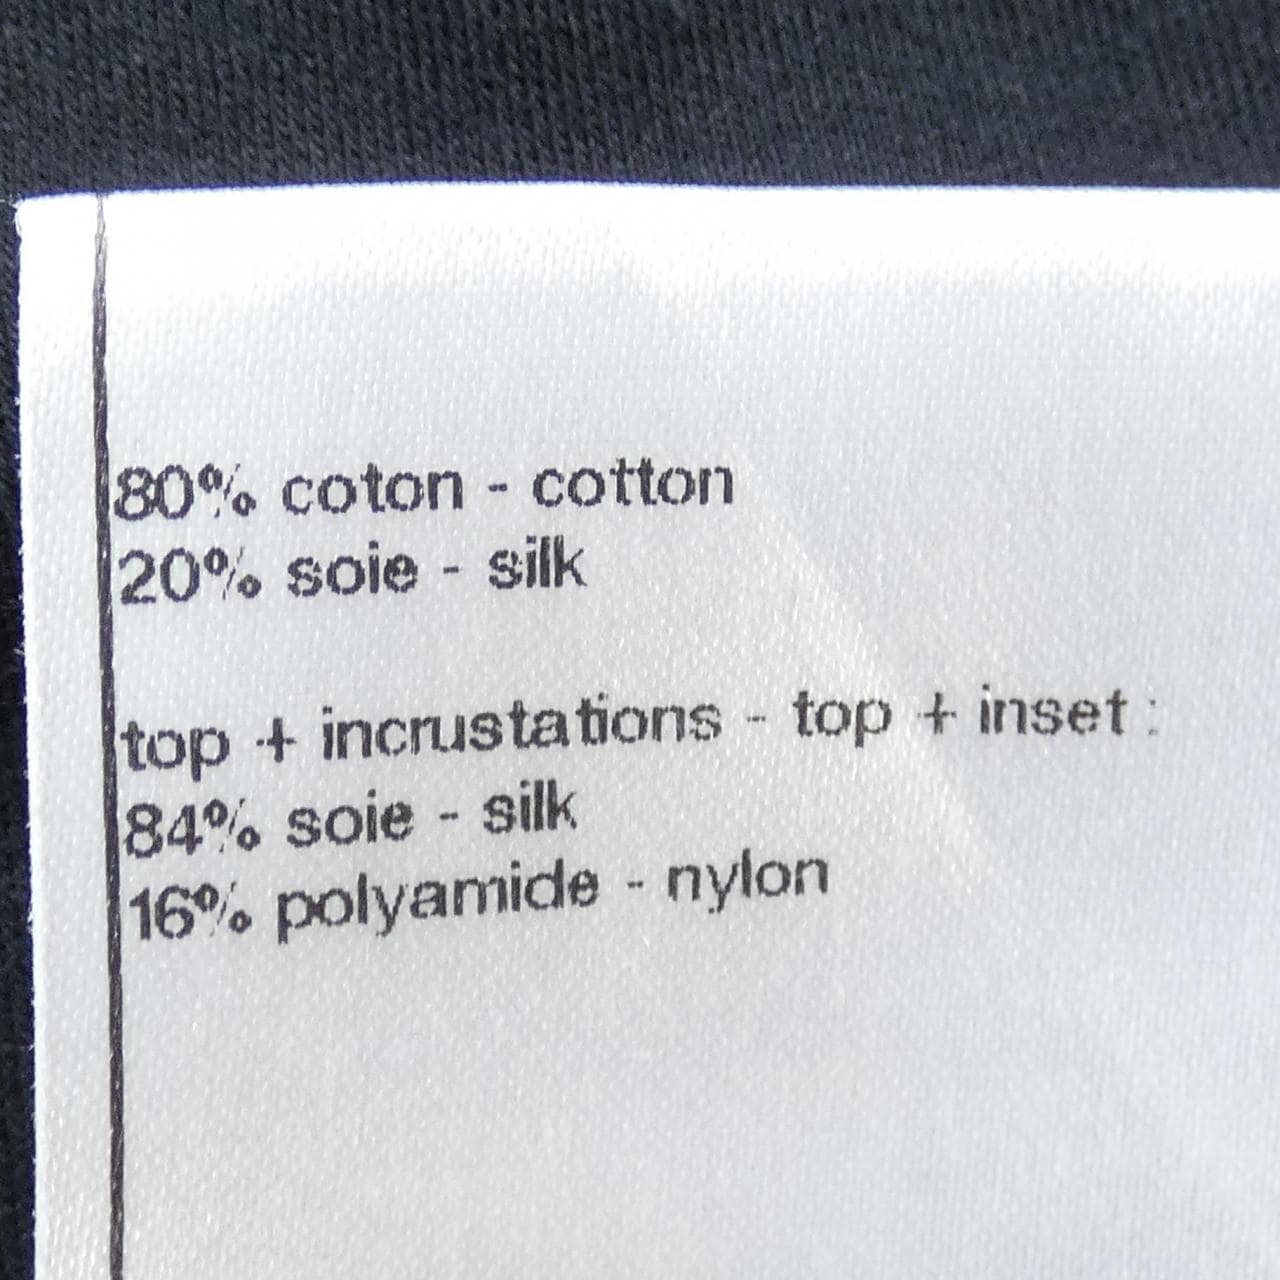 80% coton - cotton
20% soie - silk
top + incrustations - top + inset :
84% soie - silk
16% polyamide - nylon